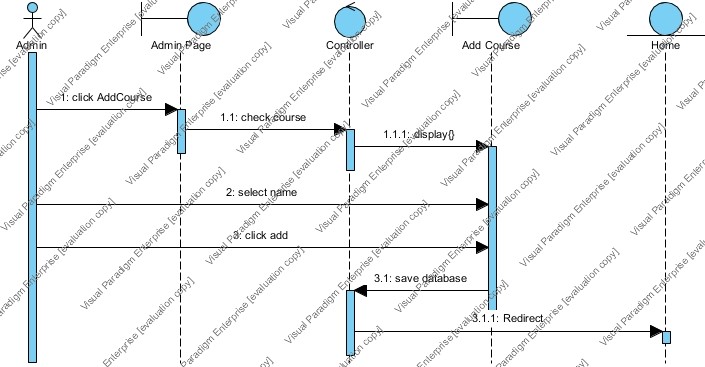 Admin
Admin Page
Controller
Add Course
Home
1: click AddCourse
1.1: check course
1.1.1: display{}
2: select name
3: click add
3.1: save database
3.1.1: Redirect
Visual Paradigm Enterprise [evaluation copy]